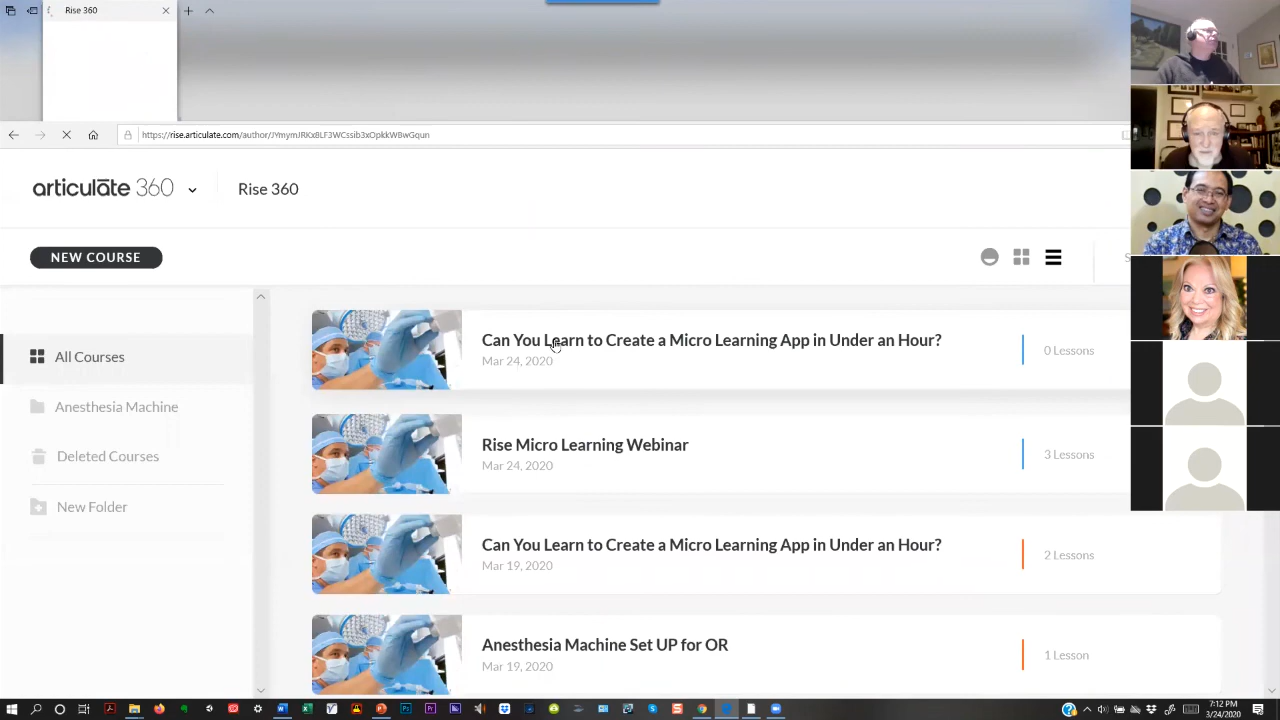 Rise 360
https://rise.articulate.com/author/JYmymJRKx8LF3WCssib3xOpkkWBwGqun
articulate 360
Rise 360
NEW COURSE
All Courses
Anesthesia Machine
Deleted Courses
New Folder
Can You Learn to Create a Micro Learning App in Under an Hour?
Mar 24, 2020
0 Lessons
Rise Micro Learning Webinar
Mar 24, 2020
3 Lessons
Can You Learn to Create a Micro Learning App in Under an Hour?
Mar 19, 2020
2 Lessons
Anesthesia Machine Set UP for OR
Mar 19, 2020
1 Lesson
7:12 PM
3/24/2020